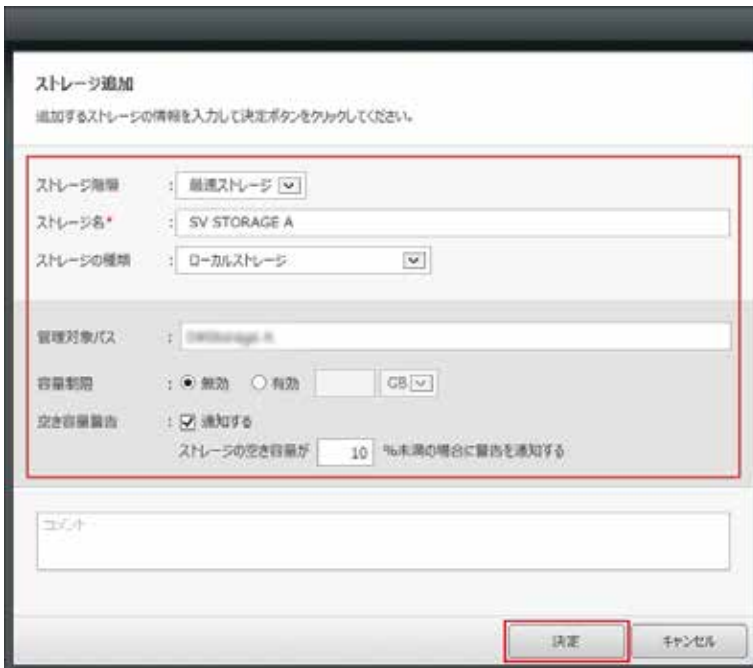 ストレージ追加
追加するストレージの情報を入力して決定ボタンをクリックしてください。
ストレージ階層 : 最速ストレージ
ストレージ名* : SV STORAGE A
ストレージの種類 : ローカルストレージ
管理対象パス :
容量制限 : 無効 有効 GB
空き容量警告 : 通知する
ストレージの空き容量が 10 %未満の場合に警告を通知する
コメント
決定 キャンセル